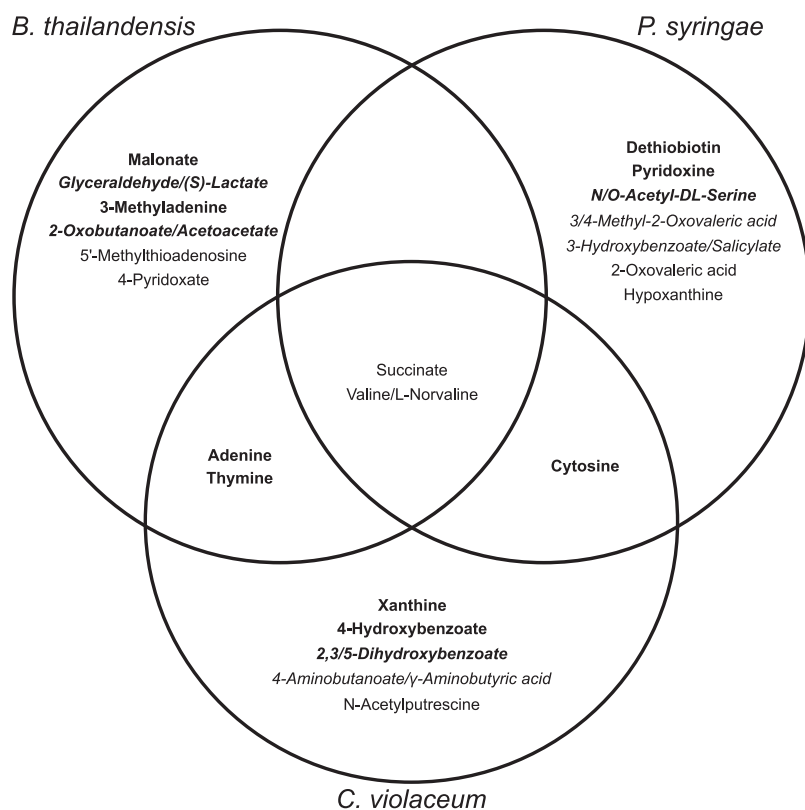 B. thailandensis
P. syringae
Malonate
Glyceraldehyde/(S)-Lactate
3-Methyladenine
2-Oxobutanoate/Acetoacetate
5'-Methylthioadenosine
4-Pyridoxate
Dethiobiotin
Pyridoxine
N/O-Acetyl-DL-Serine
3/4-Methyl-2-Oxovaleric acid
3-Hydroxybenzoate/Salicylate
2-Oxovaleric acid
Hypoxanthine
Succinate
Valine/L-Norvaline
Adenine
Thymine
Cytosine
Xanthine
4-Hydroxybenzoate
2,3/5-Dihydroxybenzoate
4-Aminobutanoate/γ-Aminobutyric acid
N-Acetylputrescine
C. violaceum